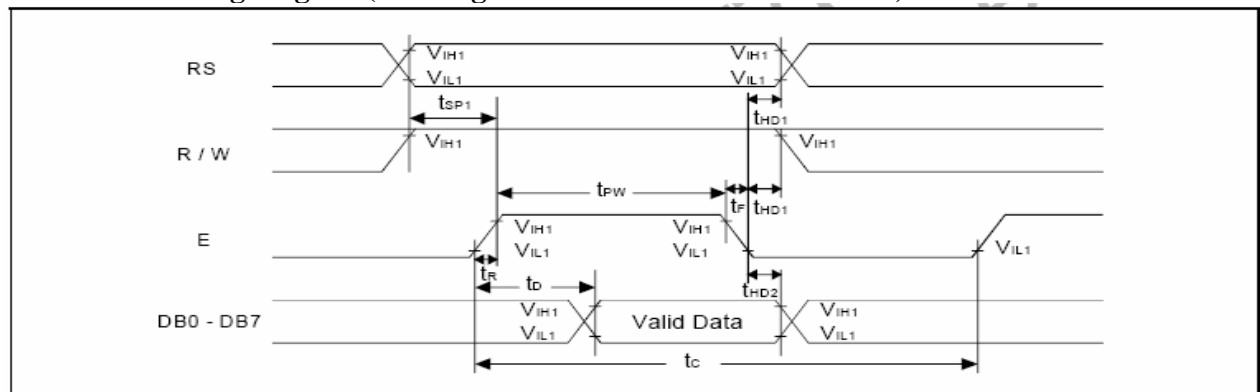 RS
VIH1
VIL1
VIH1
VIL1
tSP1
tHD1
R / W
VIH1
VIH1
tPW
tF
tHD1
E
VIH1
VIL1
VIH1
VIL1
VIL1
tR
tD
tHD2
DB0 - DB7
VIH1
VIL1
Valid Data
VIH1
VIL1
tC